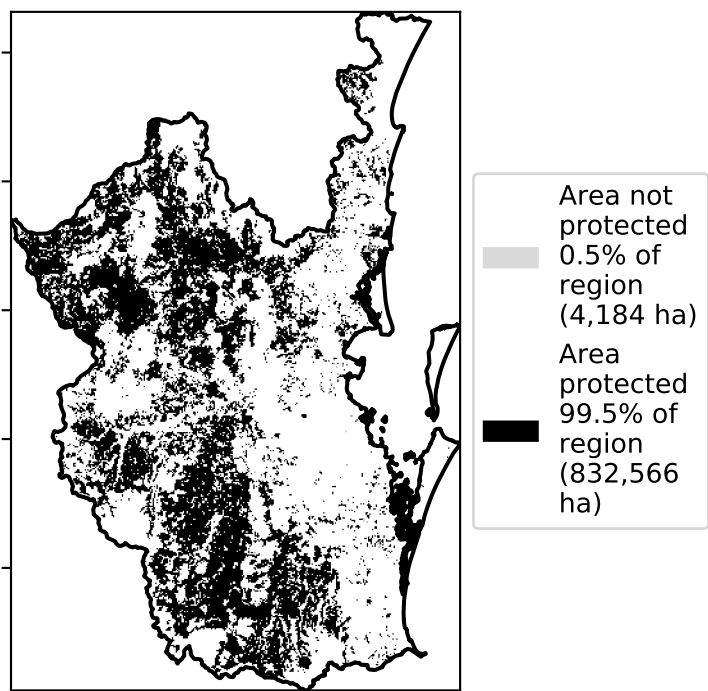 Area not
protected
0.5% of
region
(4,184 ha)
Area
protected
99.5% of
region
(832,566
ha)